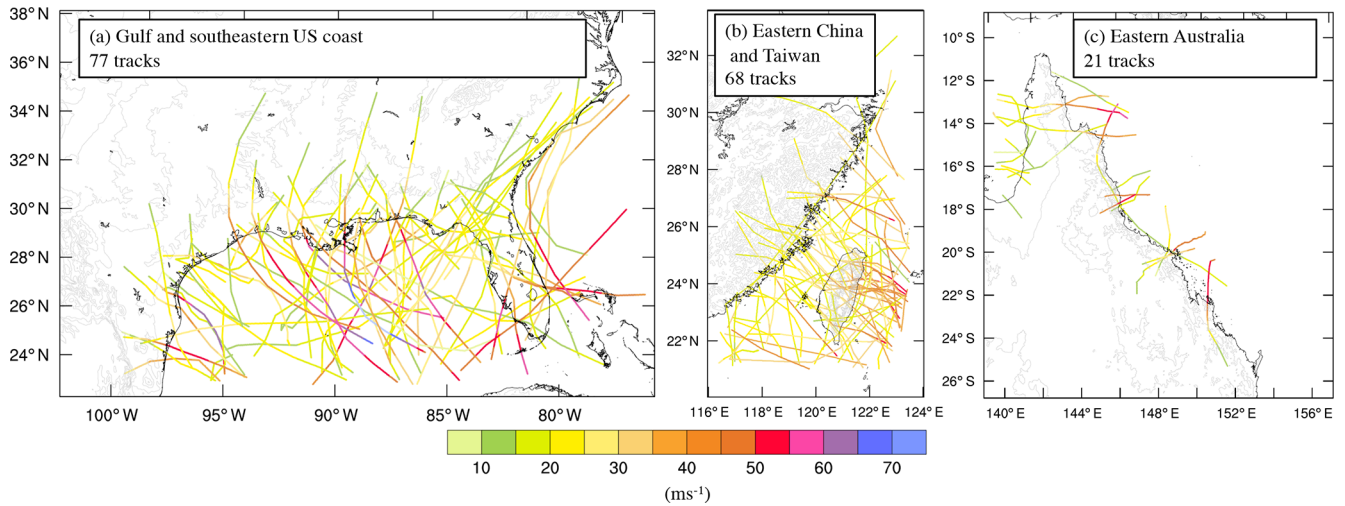 (a) Gulf and southeastern US coast
77 tracks
38° N
36° N
34° N
32° N
30° N
28° N
26° N
24° N
100° W
95° W
90° W
85° W
80° W
(b) Eastern China
and Taiwan
68 tracks
32° N
30° N
28° N
26° N
24° N
22° N
116° E
118° E
120° E
122° E
124° E
(c) Eastern Australia
21 tracks
10° S
12° S
14° S
16° S
18° S
20° S
22° S
24° S
26° S
140° E
144° E
148° E
152° E
156° E
10 20 30 40 50 60 70
(ms⁻¹)